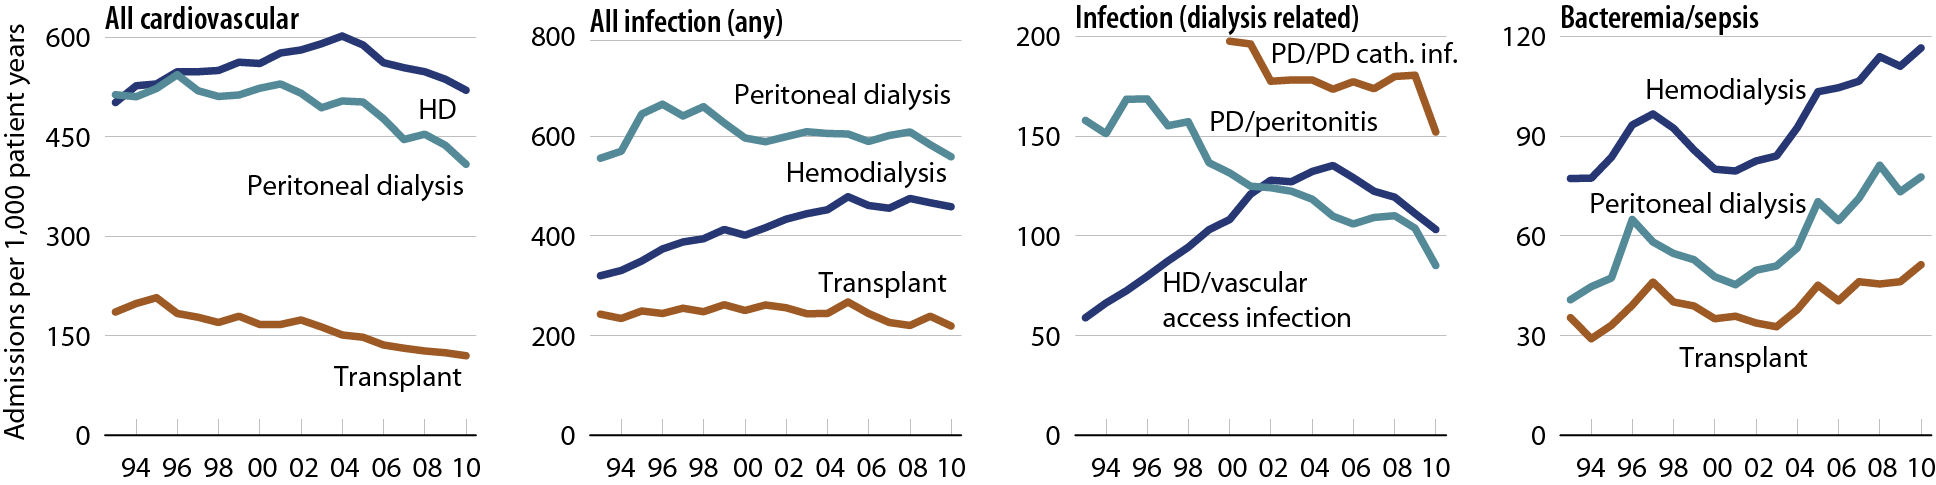 Admissions per 1,000 patient years
All cardiovascular
600
450
300
150
0
HD
Peritoneal dialysis
Transplant
94 96 98 00 02 04 06 08 10
All infection (any)
800
600
400
200
0
Peritoneal dialysis
Hemodialysis
Transplant
94 96 98 00 02 04 06 08 10
Infection (dialysis related)
200
150
100
50
0
PD/PD cath. inf.
PD/peritonitis
HD/vascular
access infection
94 96 98 00 02 04 06 08 10
Bacteremia/sepsis
120
90
60
30
0
Hemodialysis
Peritoneal dialysis
Transplant
94 96 98 00 02 04 06 08 10